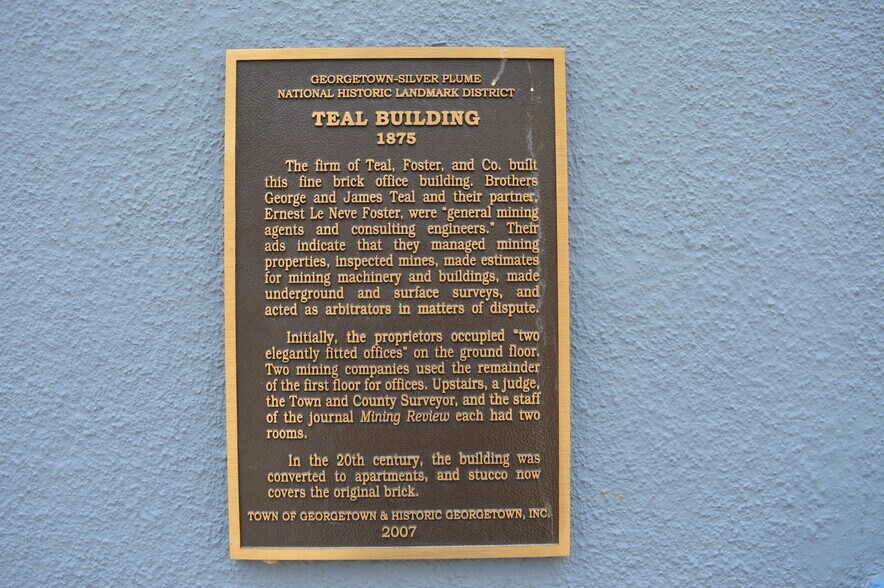 GEORGETOWN-SILVER PLUME
NATIONAL HISTORIC LANDMARK DISTRICT
TEAL BUILDING
1875
The firm of Teal, Foster, and Co. built
this fine brick office building. Brothers
George and James Teal and their partner,
Ernest Le Neve Foster, were "general mining
agents and consulting engineers." Their
ads indicate that they managed mining
properties, inspected mines, made estimates
for mining machinery and buildings, made
underground and surface surveys, and
acted as arbitrators in matters of dispute.
Initially, the proprietors occupied "two
elegantly fitted offices" on the ground floor.
Two mining companies used the remainder
of the first floor for offices. Upstairs, a judge,
the Town and County Surveyor, and the staff
of the journal Mining Review each had two
rooms.
In the 20th century, the building was
converted to apartments, and stucco now
covers the original brick.
TOWN OF GEORGETOWN & HISTORIC GEORGETOWN, INC.
2007